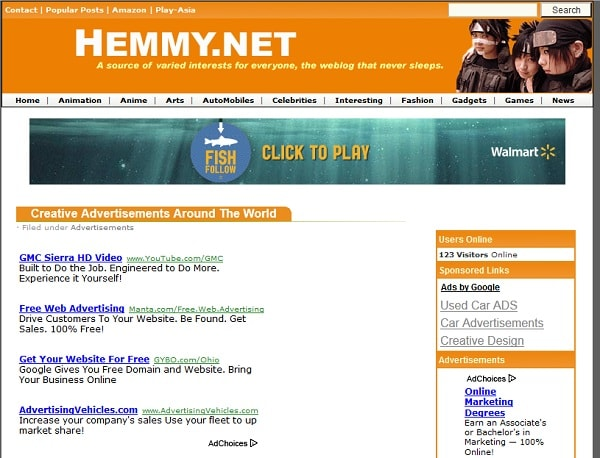 Contact | Popular Posts | Amazon | Play-Asia
Search
HEMMY.NET
A source of varied interests for everyone, the weblog that never sleeps.
Home | Animation | Anime | Arts | AutoMobiles | Celebrities | Interesting | Fashion | Gadgets | Games | News
FISH
FOLLOW
CLICK TO PLAY
Walmart
Creative Advertisements Around The World
· Filed under Advertisements
GMC Sierra HD Video www.YouTube.com/GMC
Built to Do the Job. Engineered to Do More.
Experience it Yourself!
Free Web Advertising Manta.com/Free.Web.Advertising
Drive Customers To Your Website. Be Found. Get
Sales. 100% Free!
Get Your Website For Free GYBO.com/Ohio
Google Gives You Free Domain and Website. Bring
Your Business Online
AdvertisingVehicles.com www.AdvertisingVehicles.com
Increase your company's sales Use your fleet to up
market share!
AdChoices
Users Online
123 Visitors Online
Sponsored Links
Ads by Google
Used Car ADS
Car Advertisements
Creative Design
Advertisements
AdChoices
Online
Marketing
Degrees
Earn an Associate's
or Bachelor's in
Marketing — 100%
Online!